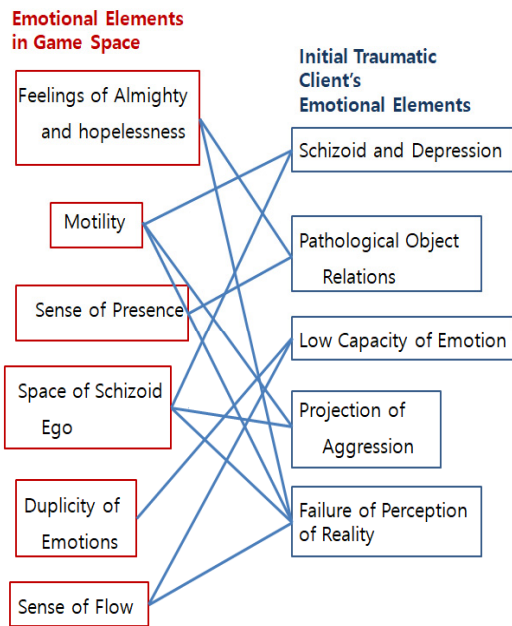 Emotional Elements
in Game Space
Feelings of Almighty
and hopelessness
Motility
Sense of Presence
Space of Schizoid
Ego
Duplicity of
Emotions
Sense of Flow
Initial Traumatic
Client's
Emotional Elements
Schizoid and Depression
Pathological Object
Relations
Low Capacity of Emotion
Projection of
Aggression
Failure of Perception
of Reality